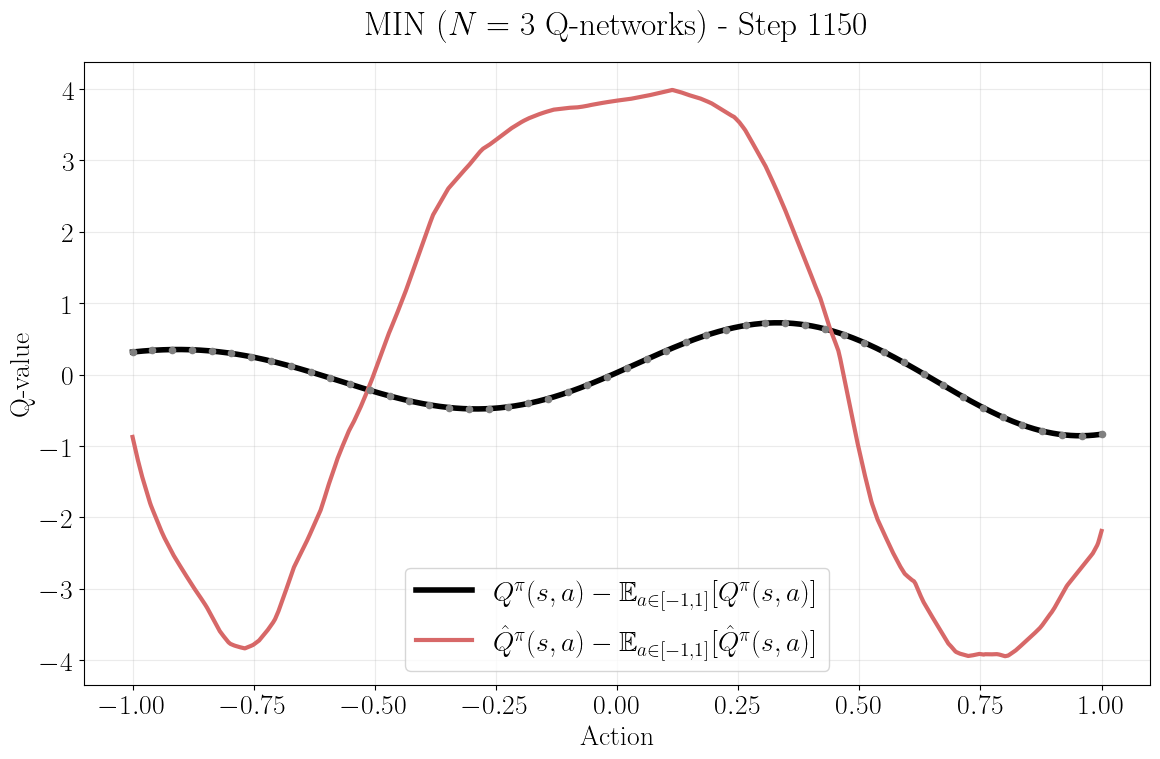 MIN (N = 3 Q-networks) - Step 1150
4
3
2
1
0
−1
−2
−3
−4
Q-value
Q^π(s, a) − 𝔼_{a∈[−1,1]}[Q^π(s, a)]
Q̂^π(s, a) − 𝔼_{a∈[−1,1]}[Q̂^π(s, a)]
−1.00 −0.75 −0.50 −0.25 0.00 0.25 0.50 0.75 1.00
Action